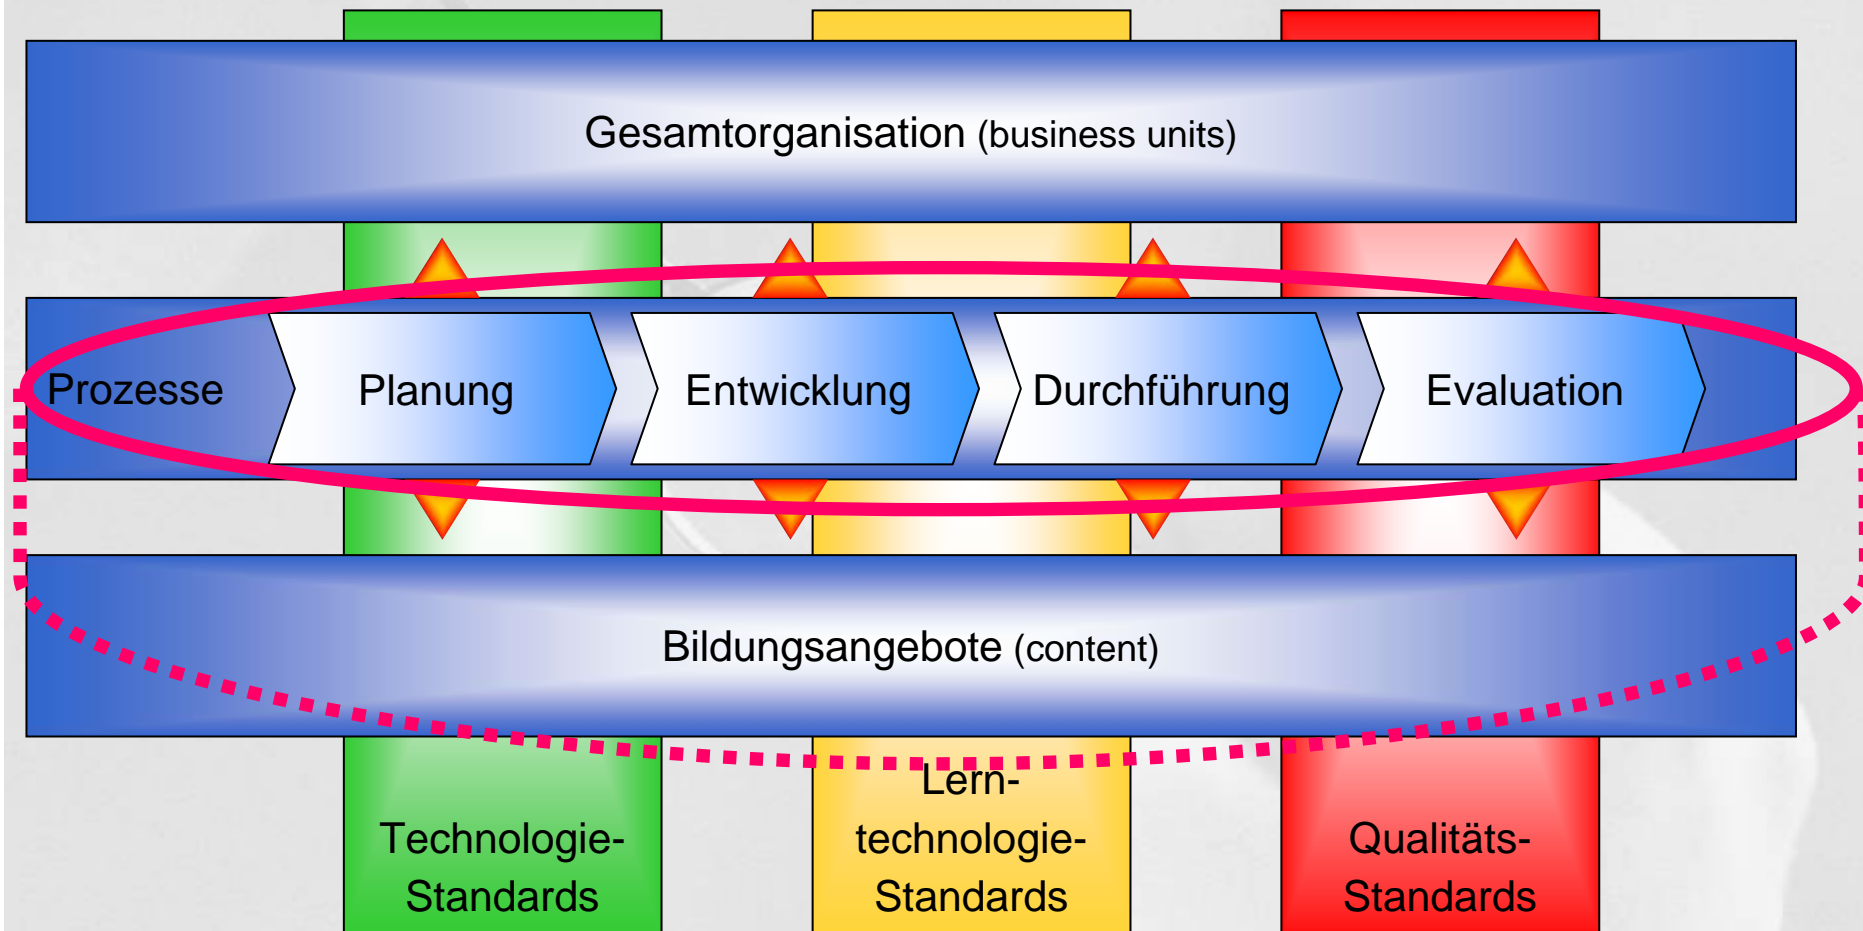 Gesamtorganisation (business units)
Prozesse
Planung
Entwicklung
Durchführung
Evaluation
Bildungsangebote (content)
Technologie-
Standards
Lern-
technologie-
Standards
Qualitäts-
Standards